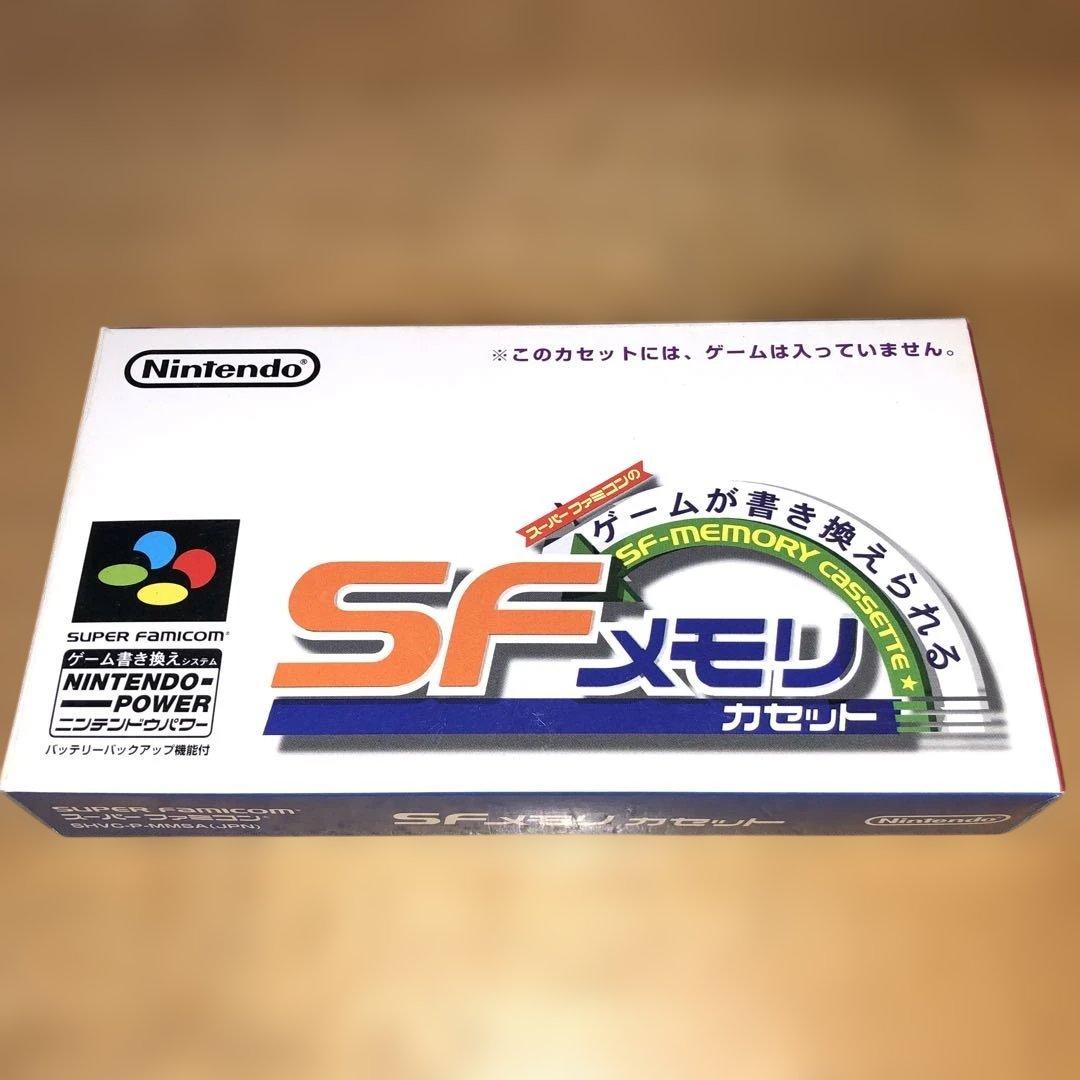 Nintendo®
※このカセットには、ゲームは入っていません。
スーパーファミコンの
ゲームが書き換えられる
SF-MEMORY CASSETTE★
SFメモリ
カセット
SUPER FAMICOM®
ゲーム書き換えシステム
NINTENDO-
POWER
ニンテンドウパワー
バッテリーバックアップ機能付
SUPER FAMICOM
スーパーファミコン
SHVC-P-MMSA(JPN)
SFメモリ カセット
Nintendo